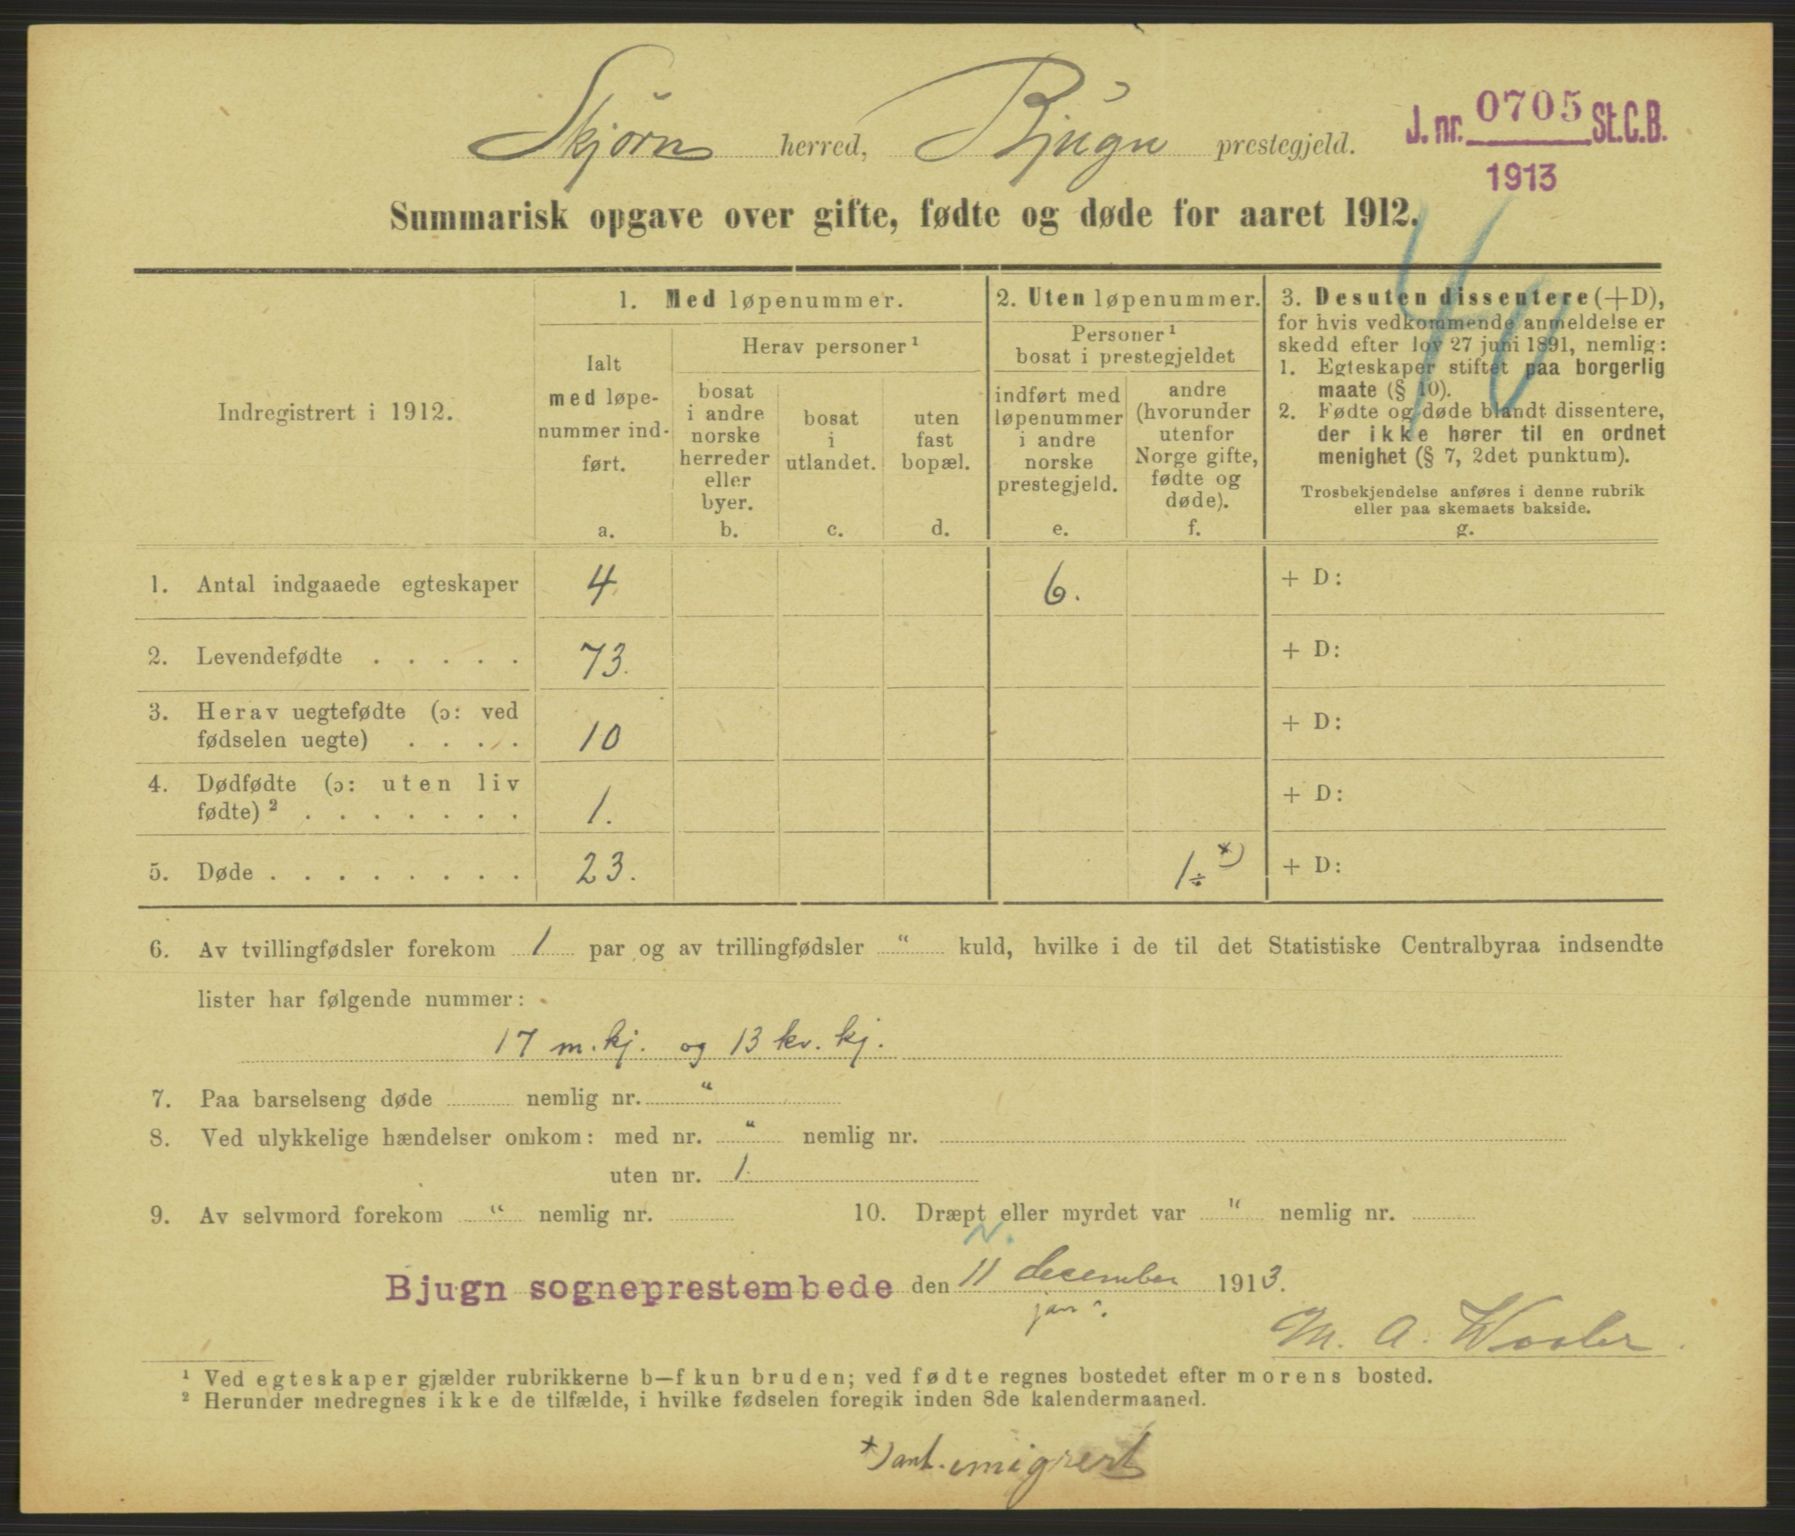 Skjørn herred, Bjugn prestegjeld.
J. nr. 0705 St.C.B.
1913
Summarisk opgave over gifte, fødte og døde for aaret 1912.
Indregistrert i 1912.
1. Med løpenummer.
Ialt
med løpe-
nummer ind-
ført.
a.
Herav personer ¹
bosat
i andre
norske
herreder
eller
byer.
b.
bosat
i
utlandet.
c.
uten
fast
bopæl.
d.
2. Uten løpenummer.
Personer ¹
bosat i prestegjeldet
indført med
løpenummer
i andre
norske
prestegjeld.
e.
andre
(hvorunder
utenfor
Norge gifte,
fødte og
døde).
f.
3. Desuten dissentere (+D),
for hvis vedkommende anmeldelse er
skedd efter lov 27 juni 1891, nemlig:
1. Egteskaper stiftet paa borgerlig
maate (§ 10).
2. Fødte og døde blandt dissentere,
der ikke hører til en ordnet
menighet (§ 7, 2det punktum).
Trosbekjendelse anføres i denne rubrik
eller paa skemaets bakside.
g.
1. Antal indgaaede egteskaper 4 6. + D:
2. Levendefødte . . . . . 73. + D:
3. Herav uegtefødte (ɔ: ved
fødselen uegte) . . . . 10 + D:
4. Dødfødte (ɔ: uten liv
fødte) ² . . . . . . . 1. + D:
5. Døde . . . . . . . . 23. 1÷ *) + D:
6. Av tvillingfødsler forekom 1 par og av trillingfødsler " kuld, hvilke i de til det Statistiske Centralbyraa indsendte
lister har følgende nummer:
17 m. kj. og 13 kv. kj.
7. Paa barselseng døde nemlig nr. "
8. Ved ulykkelige hændelser omkom: med nr. " nemlig nr.
uten nr. 1.
9. Av selvmord forekom " nemlig nr. 10. Dræpt eller myrdet var " nemlig nr.
N.
Bjugn sogneprestembede den 11 december 1913.
jan.
M. A.
¹ Ved egteskaper gjælder rubrikkerne b—f kun bruden; ved fødte regnes bostedet efter morens bosted.
² Herunder medregnes ikke de tilfælde, i hvilke fødselen foregik inden 8de kalendermaaned.
*) ant. emigrert